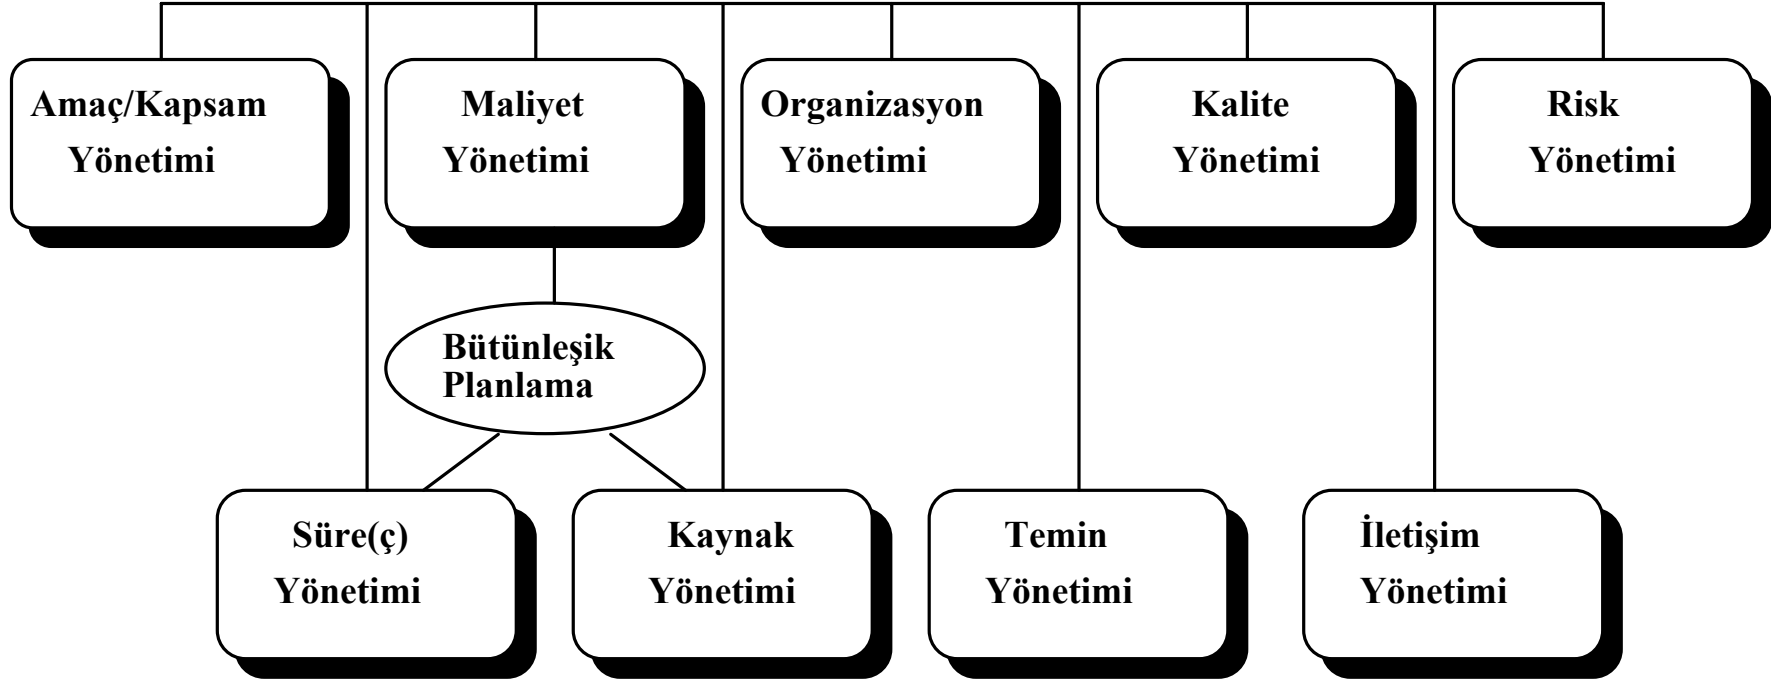 Amaç/Kapsam
Yönetimi
Maliyet
Yönetimi
Organizasyon
Yönetimi
Kalite
Yönetimi
Risk
Yönetimi
Bütünleşik
Planlama
Süre(ç)
Yönetimi
Kaynak
Yönetimi
Temin
Yönetimi
İletişim
Yönetimi